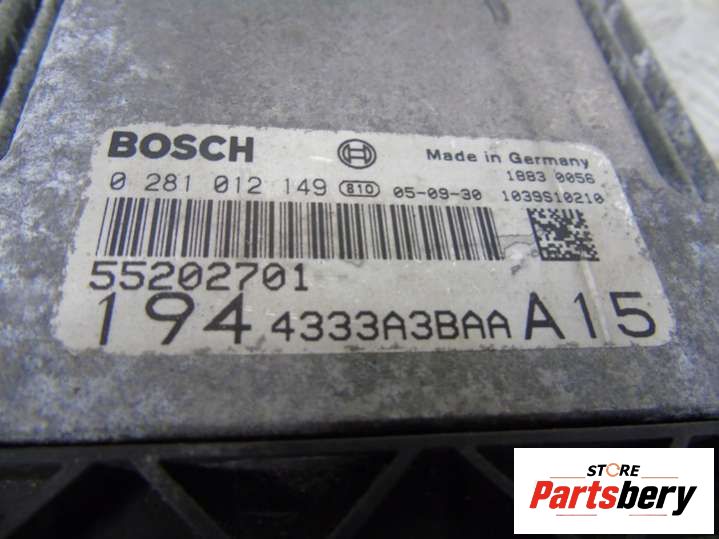 BOSCH Made in Germany
1883 0056
0 281 012 149 810 05-09-30 1039S10210
55202701
194 4333A3BAA A15
STORE
Partsbery